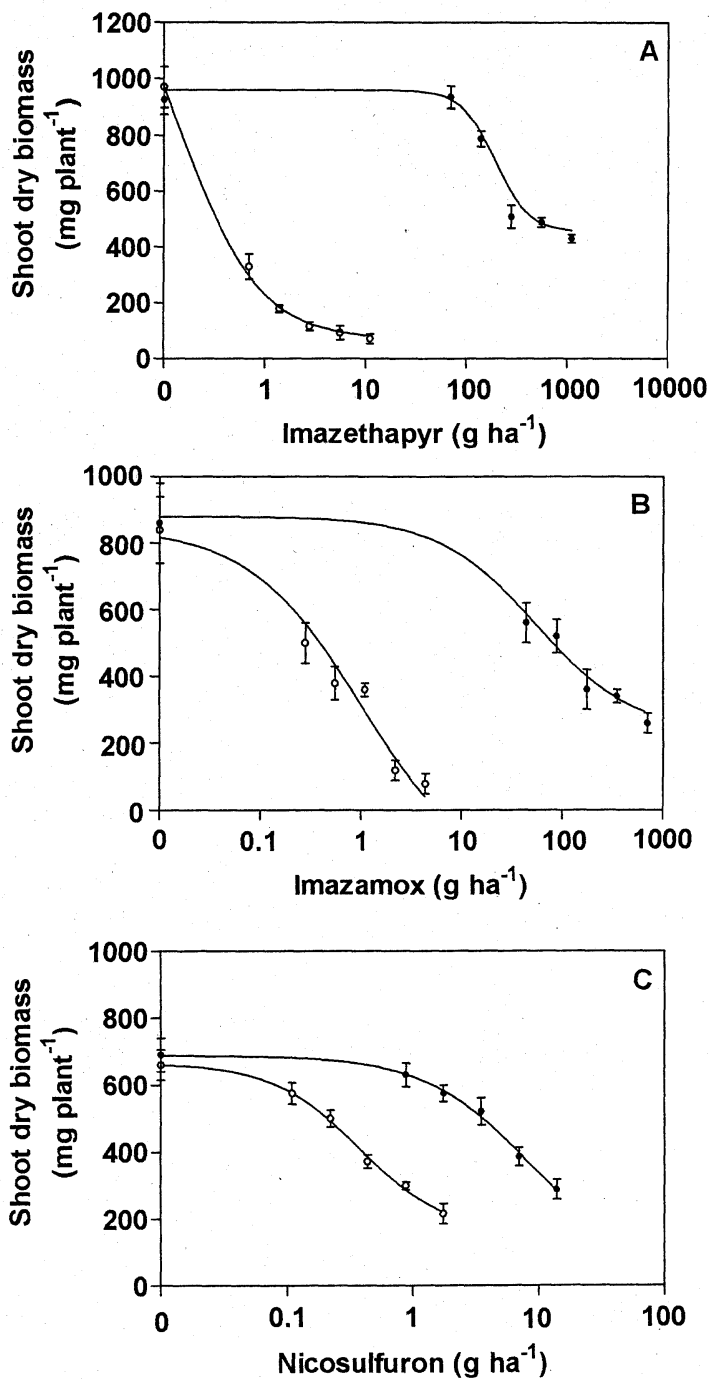 A
Shoot dry biomass
(mg plant⁻¹)
1200
1000
800
600
400
200
0
0 1 10 100 1000 10000
Imazethapyr (g ha⁻¹)
B
Shoot dry biomass
(mg plant⁻¹)
1000
800
600
400
200
0
0 0.1 1 10 100 1000
Imazamox (g ha⁻¹)
C
Shoot dry biomass
(mg plant⁻¹)
1000
800
600
400
200
0
0 0.1 1 10 100
Nicosulfuron (g ha⁻¹)